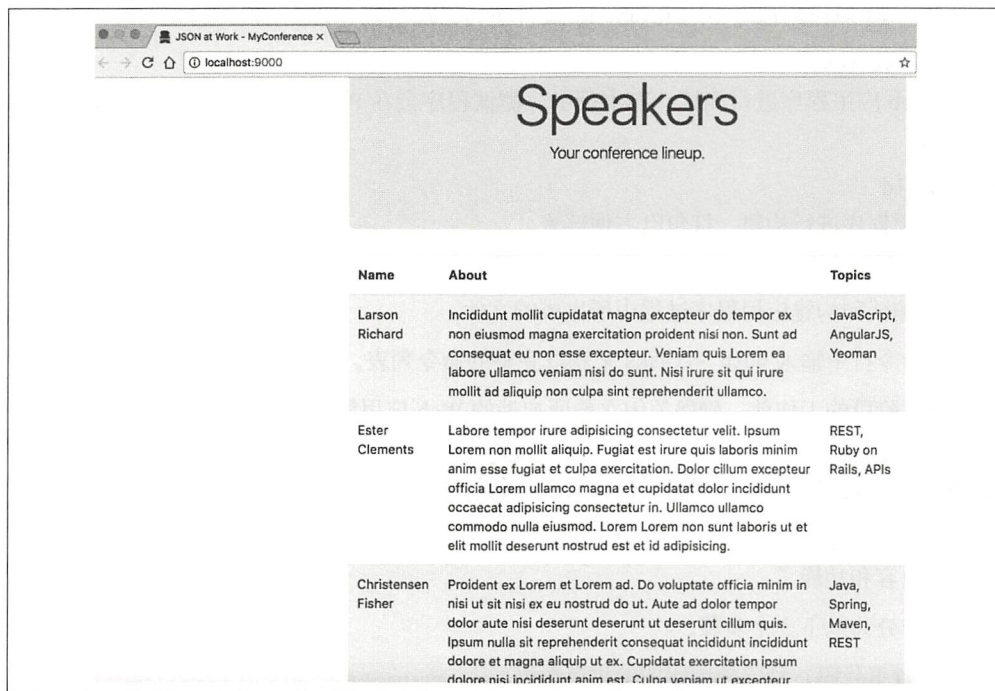 JSON at Work - MyConference ×
localhost:9000
Speakers
Your conference lineup.
Name About Topics
Larson Richard
Incididunt mollit cupidatat magna excepteur do tempor ex
non eiusmod magna exercitation proident nisi non. Sunt ad
consequat eu non esse excepteur. Veniam quis Lorem ea
labore ullamco veniam nisi do sunt. Nisi irure sit qui irure
mollit ad aliquip non culpa sint reprehenderit ullamco.
JavaScript,
AngularJS,
Yeoman
Ester
Clements
Labore tempor irure adipisicing consectetur velit. Ipsum
Lorem non mollit aliquip. Fugiat est irure quis laboris minim
anim esse fugiat et culpa exercitation. Dolor cillum excepteur
officia Lorem ullamco magna et cupidatat dolor incididunt
occaecat adipisicing consectetur in. Ullamco ullamco
commodo nulla eiusmod. Lorem Lorem non sunt laboris ut et
elit mollit deserunt nostrud est et id adipisicing.
REST,
Ruby on
Rails, APIs
Christensen
Fisher
Proident ex Lorem et Lorem ad. Do voluptate officia minim in
nisi ut sit nisi ex eu nostrud do ut. Aute ad dolor tempor
dolor aute nisi deserunt deserunt ut deserunt cillum quis.
Ipsum nulla sit reprehenderit consequat incididunt incididunt
dolore et magna aliquip ut ex. Cupidatat exercitation ipsum
dolore nisi incididunt anim est. Culpa veniam ut excepteur
Java,
Spring,
Maven,
REST